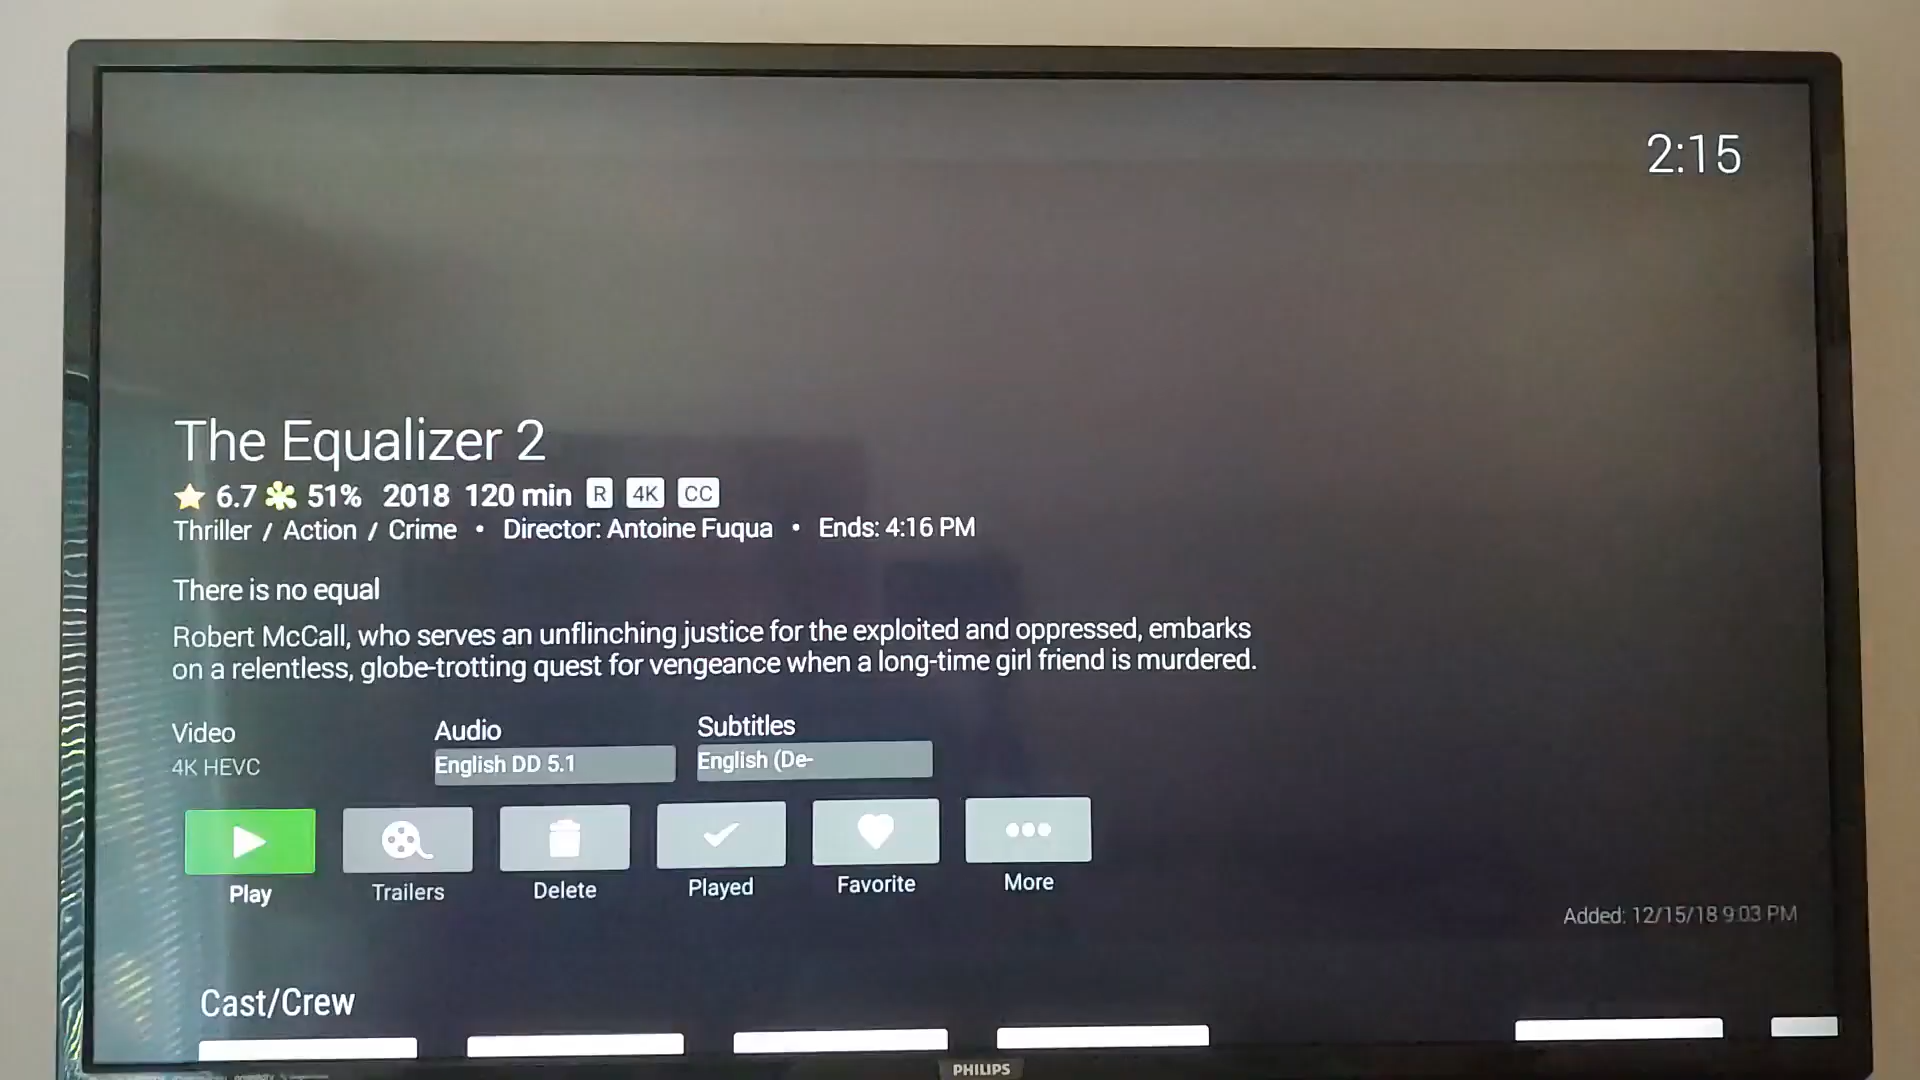 2:15
The Equalizer 2
6.7 51% 2018 120 min R 4K CC
Thriller / Action / Crime • Director: Antoine Fuqua • Ends: 4:16 PM
There is no equal
Robert McCall, who serves an unflinching justice for the exploited and oppressed, embarks
on a relentless, globe-trotting quest for vengeance when a long-time girl friend is murdered.
Video Audio Subtitles
4K HEVC English DD 5.1 English (De-
Play Trailers Delete Played Favorite More
Added: 12/15/18 9:03 PM
Cast/Crew
PHILIPS